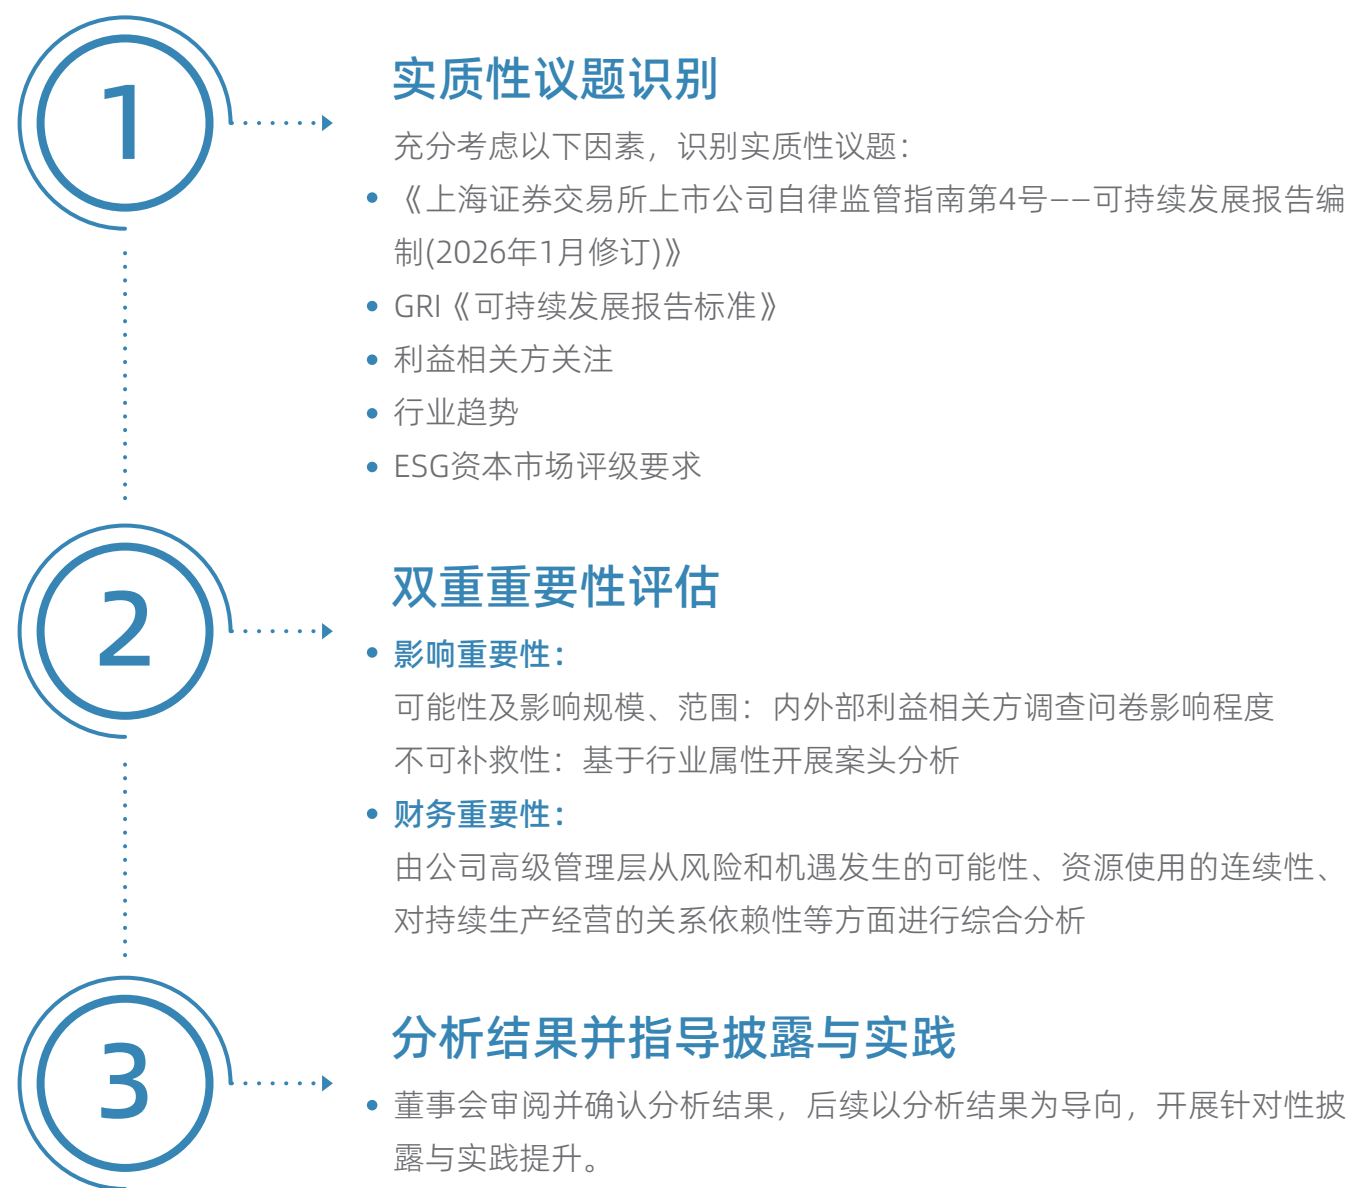 1
实质性议题识别
充分考虑以下因素，识别实质性议题：
《上海证券交易所上市公司自律监管指南第4号——可持续发展报告编
制(2026年1月修订)》
GRI《可持续发展报告标准》
利益相关方关注
行业趋势
ESG资本市场评级要求
2
双重重要性评估
影响重要性：
可能性及影响规模、范围：内外部利益相关方调查问卷影响程度
不可补救性：基于行业属性开展案头分析
财务重要性：
由公司高级管理层从风险和机遇发生的可能性、资源使用的连续性、
对持续生产经营的关系依赖性等方面进行综合分析
3
分析结果并指导披露与实践
董事会审阅并确认分析结果，后续以分析结果为导向，开展针对性披
露与实践提升。